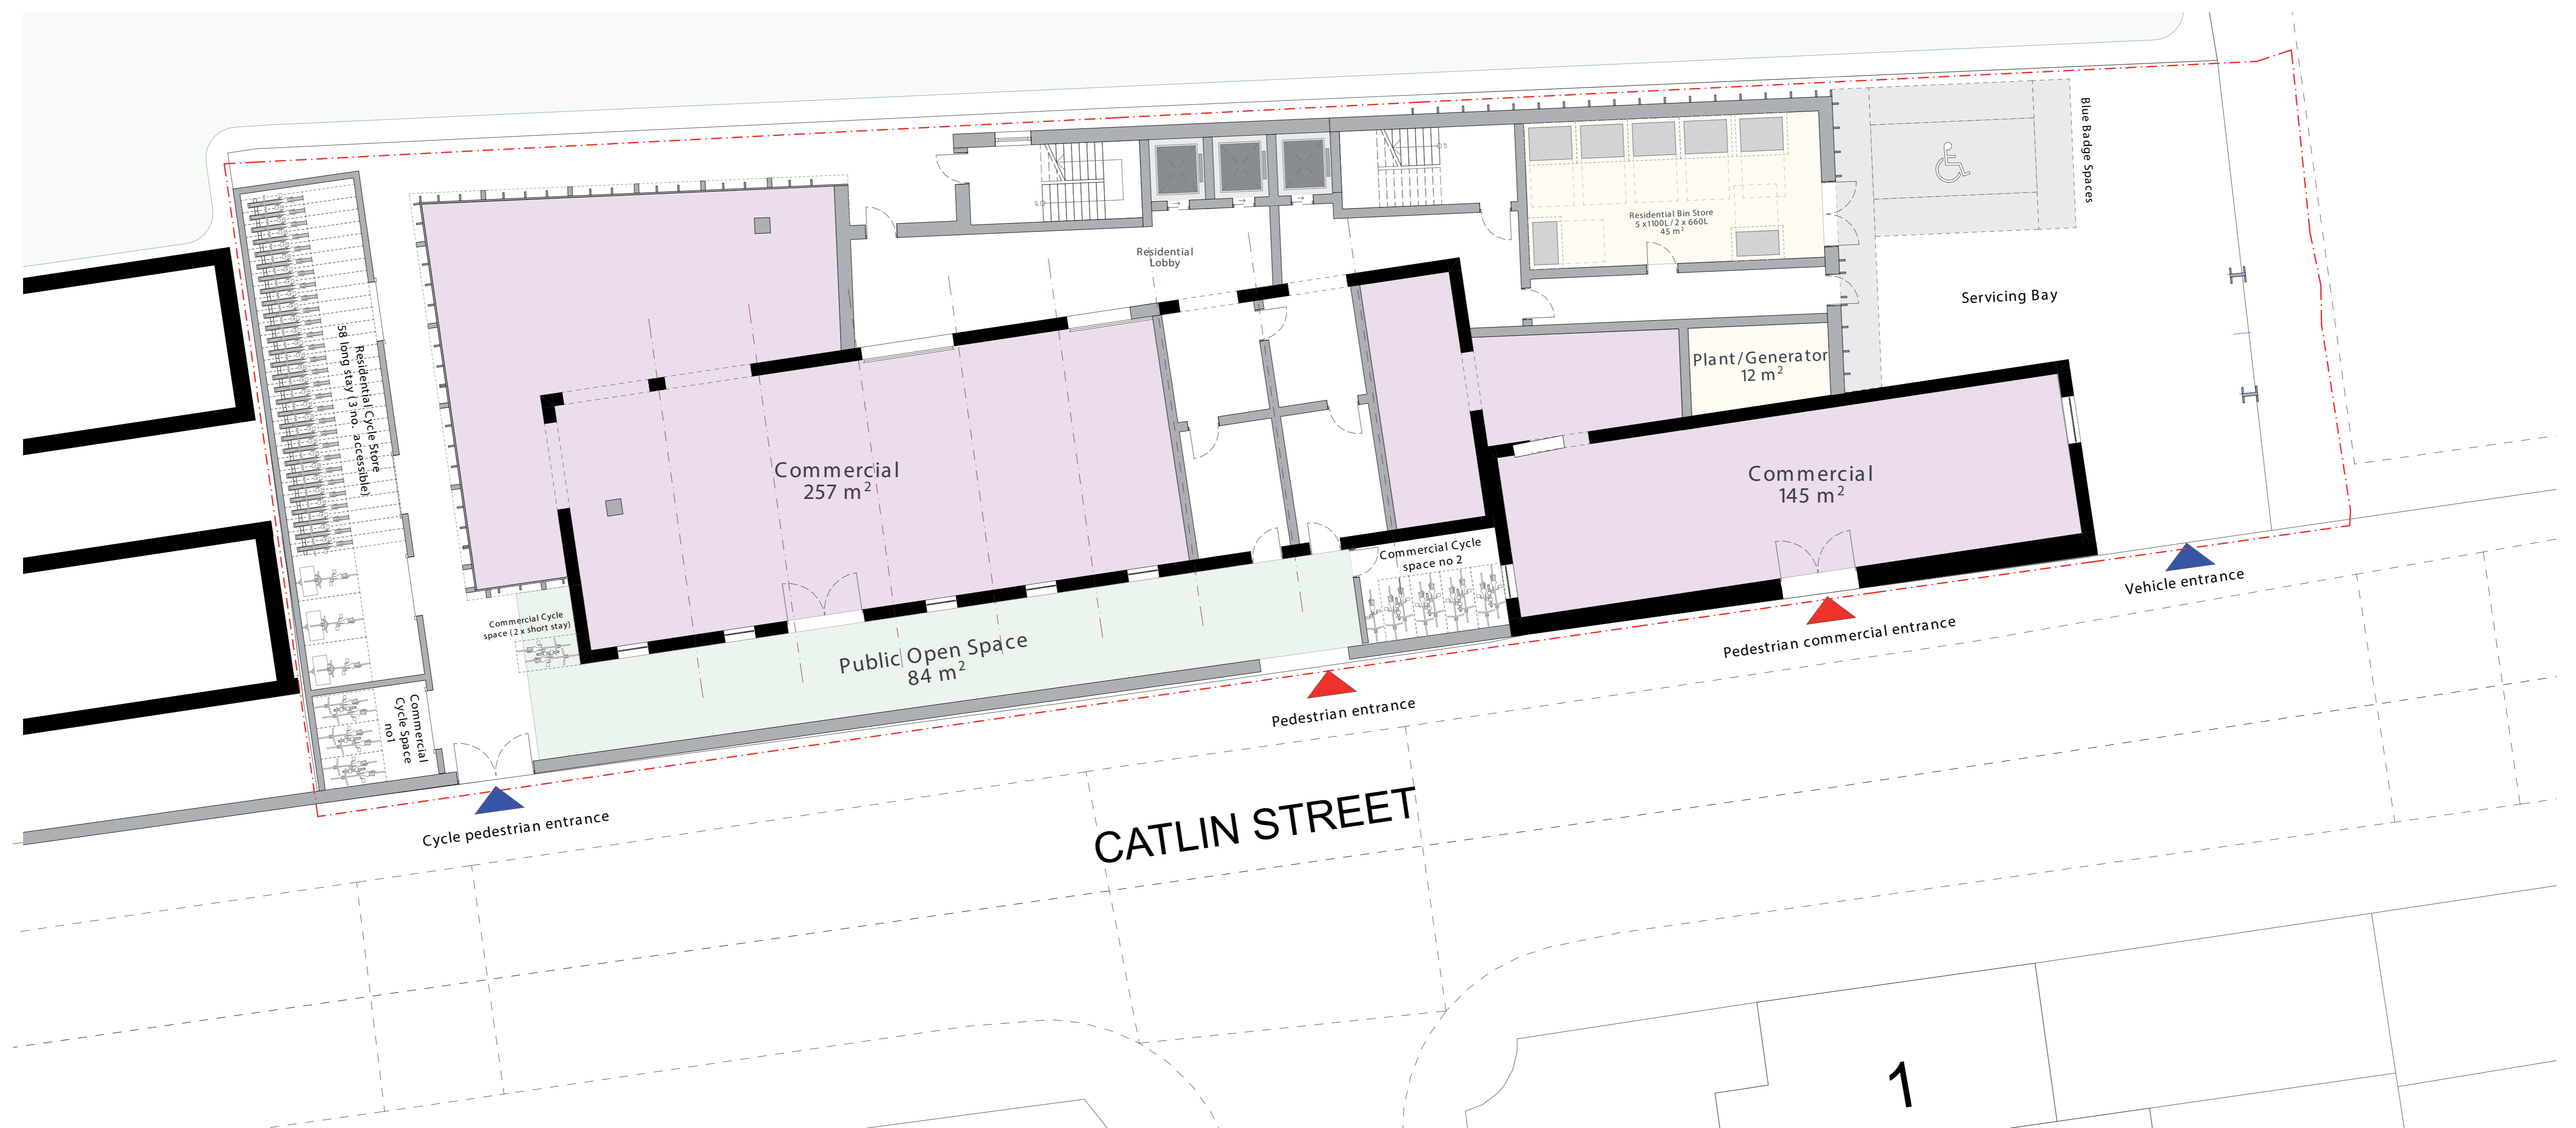 Blue Badge Spaces
Residential Bin Store
5 x1100L / 2 x 660L
45 m²
Residential
Lobby
Servicing Bay
Residential Cycle Store
58 long stay (3 no. accessible)
Plant/Generator
12 m²
Commercial
257 m²
Commercial
145 m²
Commercial Cycle
space no 2
Commercial Cycle
space (2 x short stay)
Public Open Space
84 m²
Commercial
Cycle Space
no1
Vehicle entrance
Pedestrian commercial entrance
Pedestrian entrance
Cycle pedestrian entrance
CATLIN STREET
1